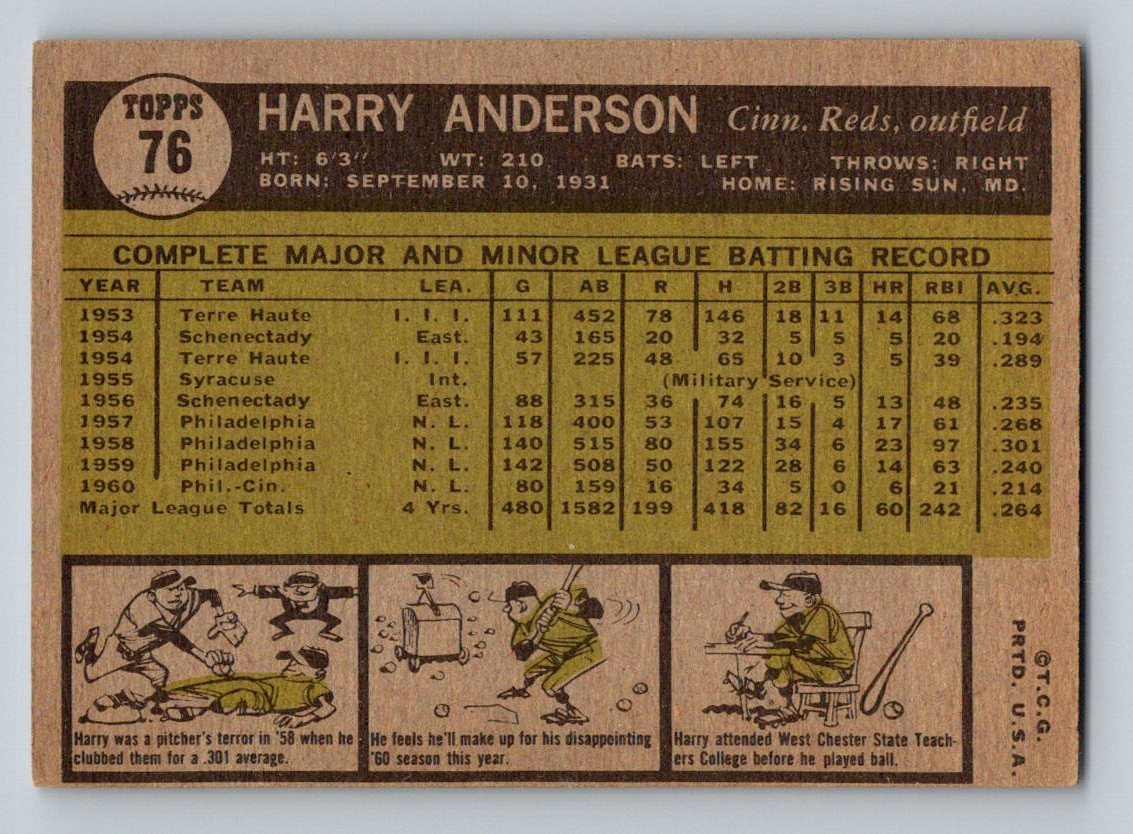 TOPPS
76
HARRY ANDERSON Cinn. Reds, outfield
HT: 6'3" WT: 210 BATS: LEFT THROWS: RIGHT
BORN: SEPTEMBER 10, 1931 HOME: RISING SUN, MD.
COMPLETE MAJOR AND MINOR LEAGUE BATTING RECORD
YEAR TEAM LEA. G AB R H 2B 3B HR RBI AVG.
1953 Terre Haute I. I. I. 111 452 78 146 18 11 14 68 .323
1954 Schenectady East. 43 165 20 32 5 5 5 20 .194
1954 Terre Haute I. I. I. 57 225 48 65 10 3 5 39 .289
1955 Syracuse Int. (Military Service)
1956 Schenectady East. 88 315 36 74 16 5 13 48 .235
1957 Philadelphia N. L. 118 400 53 107 15 4 17 61 .268
1958 Philadelphia N. L. 140 515 80 155 34 6 23 97 .301
1959 Philadelphia N. L. 142 508 50 122 28 6 14 63 .240
1960 Phil.-Cin. N. L. 80 159 16 34 5 0 6 21 .214
Major League Totals 4 Yrs. 480 1582 199 418 82 16 60 242 .264
Harry was a pitcher's terror in '58 when he
clubbed them for a .301 average.
He feels he'll make up for his disappointing
'60 season this year.
Harry attended West Chester State Teach-
ers College before he played ball.
©T.C.G.
PRTD. U.S.A.